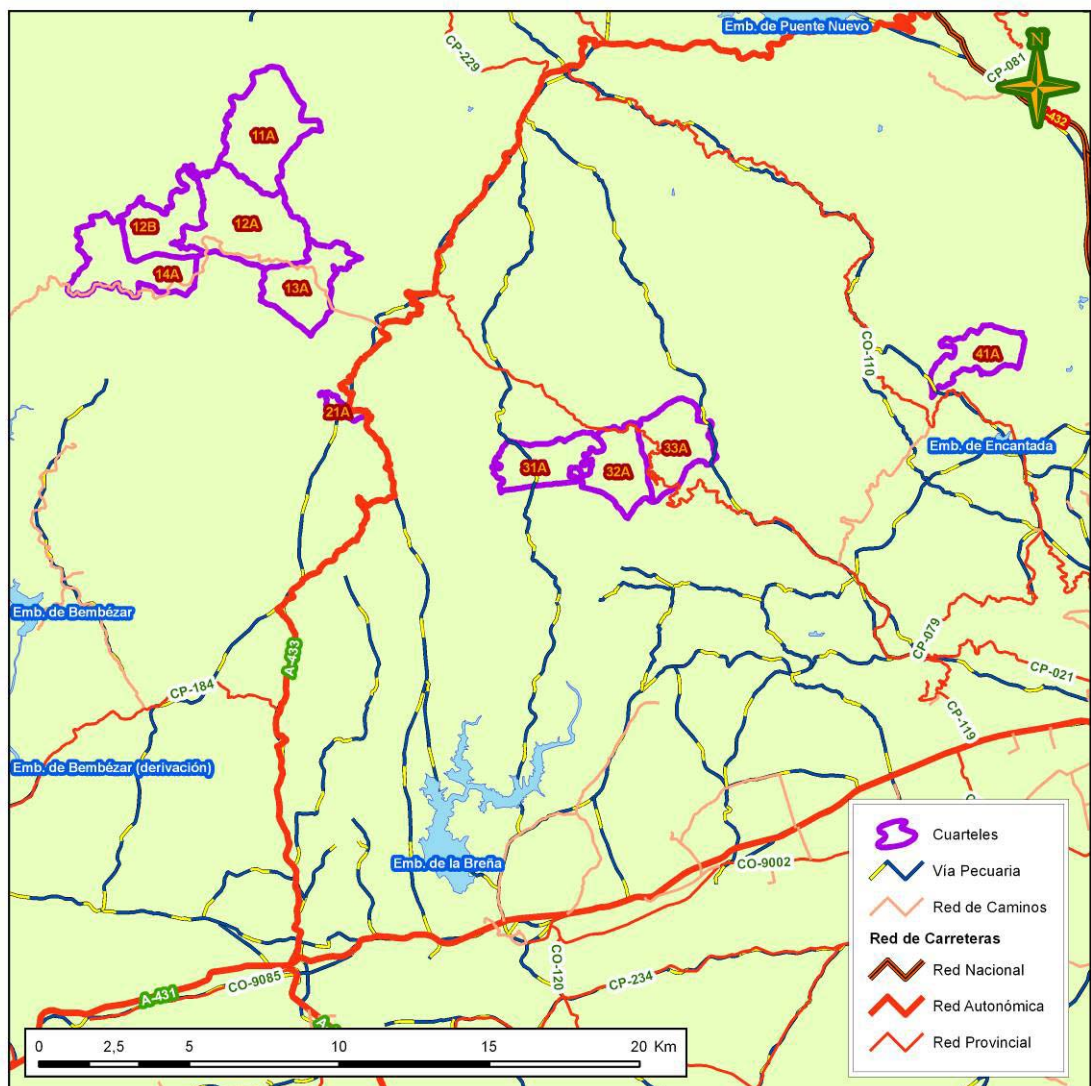 Emb. de Puente Nuevo
CP-229
CP-081
N
432
11A
12B
12A
14A
13A
CO-110
41A
21A
Emb. de Encantada
33A
31A
32A
Emb. de Bembézar
CP-079
A-433
CP-184
CP-021
CP-119
Emb. de Bembézar (derivación)
Emb. de la Breña
CO-9002
CO-120
CP-234
CO-9085
A-431
Cuarteles
Vía Pecuaria
Red de Caminos
Red de Carreteras
Red Nacional
Red Autonómica
Red Provincial
0 2,5 5 10 15 20 Km